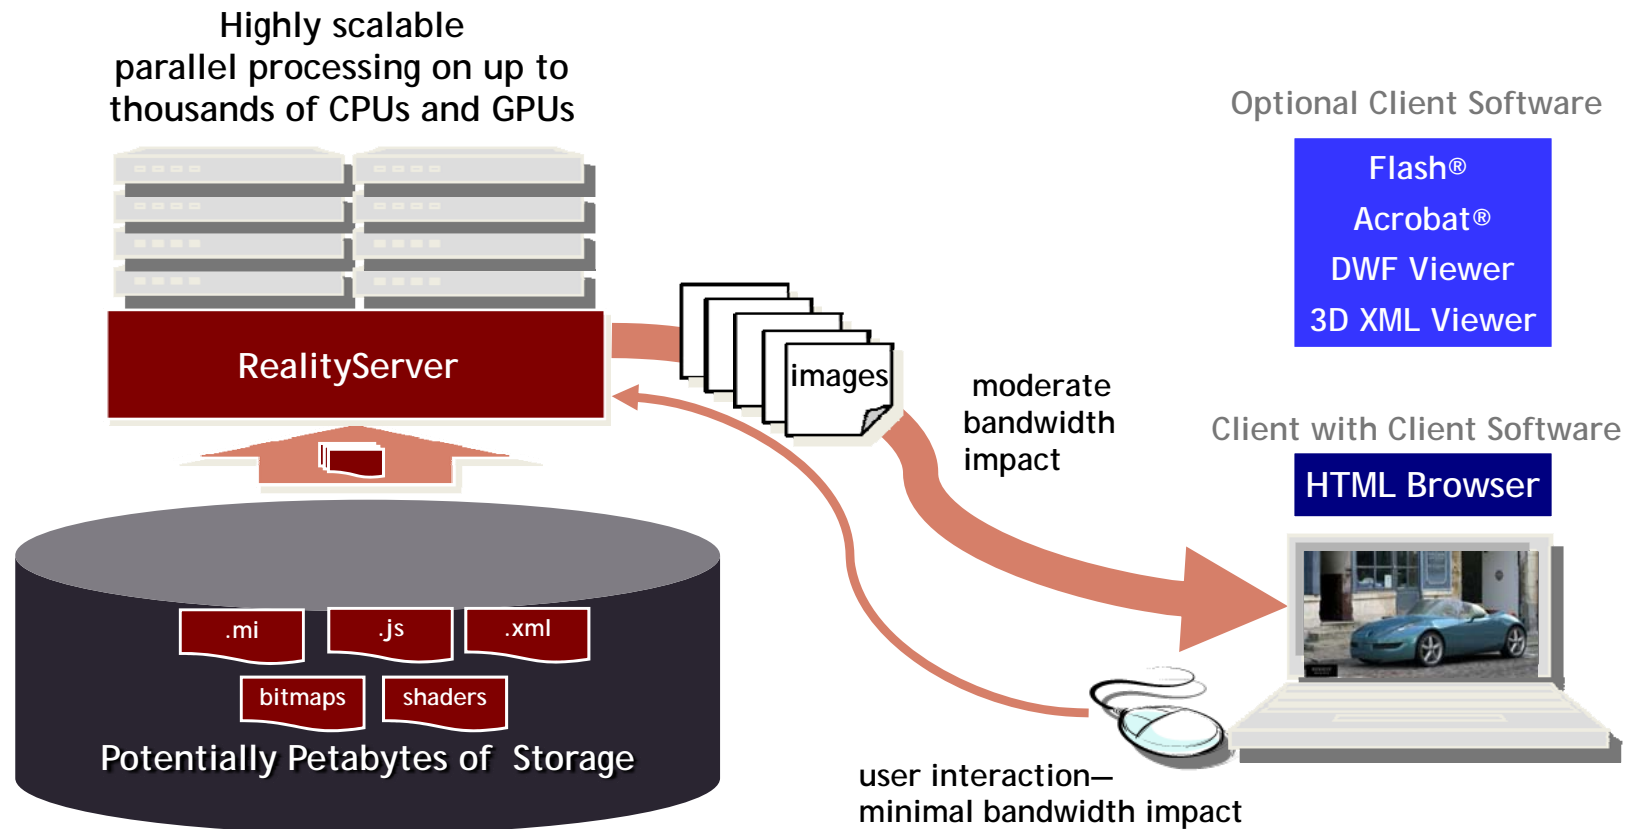 Highly scalable
parallel processing on up to
thousands of CPUs and GPUs
RealityServer
.mi
.js
.xml
bitmaps
shaders
Potentially Petabytes of Storage
images
moderate
bandwidth
impact
user interaction—
minimal bandwidth impact
Optional Client Software
Flash®
Acrobat®
DWF Viewer
3D XML Viewer
Client with Client Software
HTML Browser